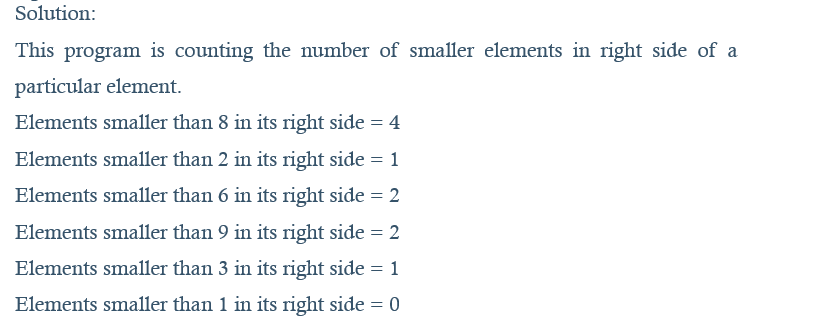 Solution:
This program is counting the number of smaller elements in right side of a
particular element.
Elements smaller than 8 in its right side = 4
Elements smaller than 2 in its right side = 1
Elements smaller than 6 in its right side = 2
Elements smaller than 9 in its right side = 2
Elements smaller than 3 in its right side = 1
Elements smaller than 1 in its right side = 0